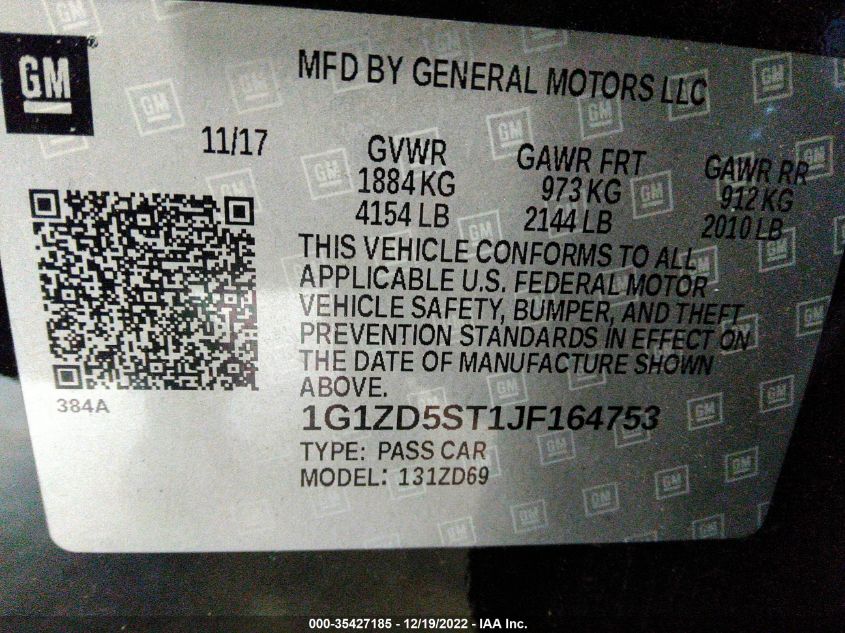 GM
MFD BY GENERAL MOTORS LLC
11/17
GVWR GAWR FRT GAWR RR
1884 KG 973 KG 912 KG
4154 LB 2144 LB 2010 LB
THIS VEHICLE CONFORMS TO ALL
APPLICABLE U.S. FEDERAL MOTOR
VEHICLE SAFETY, BUMPER, AND THEFT
PREVENTION STANDARDS IN EFFECT ON
THE DATE OF MANUFACTURE SHOWN
ABOVE.
384A
1G1ZD5ST1JF164753
TYPE: PASS CAR
MODEL: 131ZD69
000-35427185 - 12/19/2022 - IAA Inc.